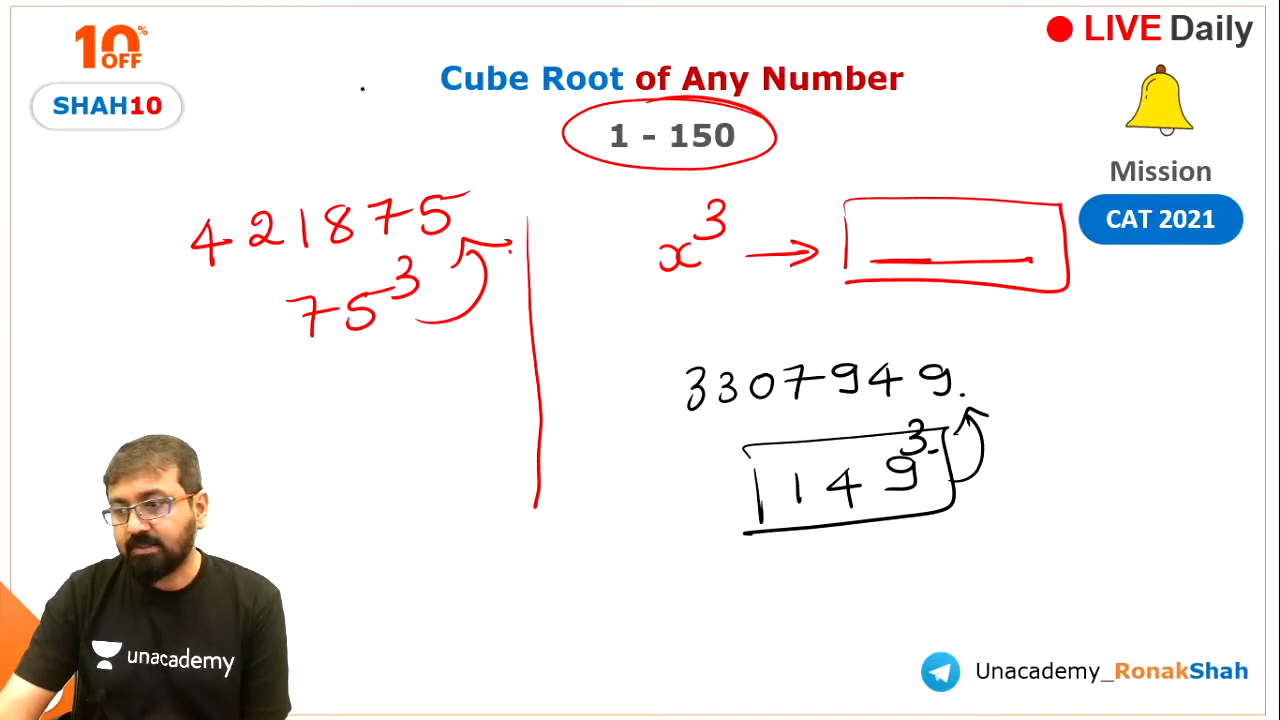 10% OFF
SHAH10
LIVE Daily
Cube Root of Any Number
1 - 150
Mission
CAT 2021
421875
75³
x³ →
3307949.
149³
unacademy
Unacademy_RonakShah